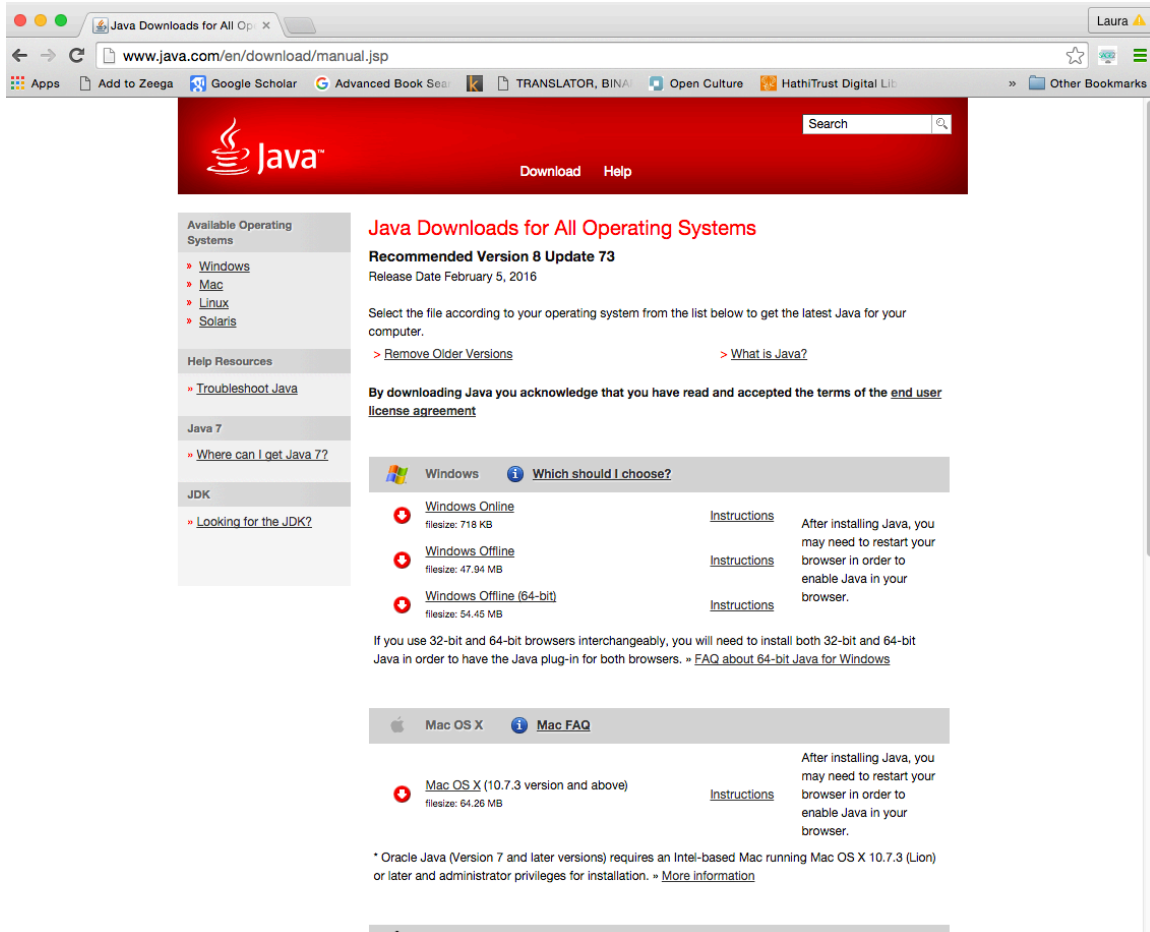 Java Downloads for All Op
Laura
www.java.com/en/download/manual.jsp
Apps Add to Zeega Google Scholar Advanced Book Sear TRANSLATOR, BINA Open Culture HathiTrust Digital Lib » Other Bookmarks
Java™
Search
Download Help
Available Operating
Systems
» Windows
» Mac
» Linux
» Solaris
Help Resources
» Troubleshoot Java
Java 7
» Where can I get Java 7?
JDK
» Looking for the JDK?
Java Downloads for All Operating Systems
Recommended Version 8 Update 73
Release Date February 5, 2016
Select the file according to your operating system from the list below to get the latest Java for your
computer.
> Remove Older Versions > What is Java?
By downloading Java you acknowledge that you have read and accepted the terms of the end user
license agreement
Windows Which should I choose?
Windows Online
filesize: 718 KB
Instructions
Windows Offline
filesize: 47.94 MB
Instructions
Windows Offline (64-bit)
filesize: 54.45 MB
Instructions
After installing Java, you
may need to restart your
browser in order to
enable Java in your
browser.
If you use 32-bit and 64-bit browsers interchangeably, you will need to install both 32-bit and 64-bit
Java in order to have the Java plug-in for both browsers. » FAQ about 64-bit Java for Windows
Mac OS X Mac FAQ
Mac OS X (10.7.3 version and above)
filesize: 64.26 MB
Instructions
After installing Java, you
may need to restart your
browser in order to
enable Java in your
browser.
* Oracle Java (Version 7 and later versions) requires an Intel-based Mac running Mac OS X 10.7.3 (Lion)
or later and administrator privileges for installation. » More information